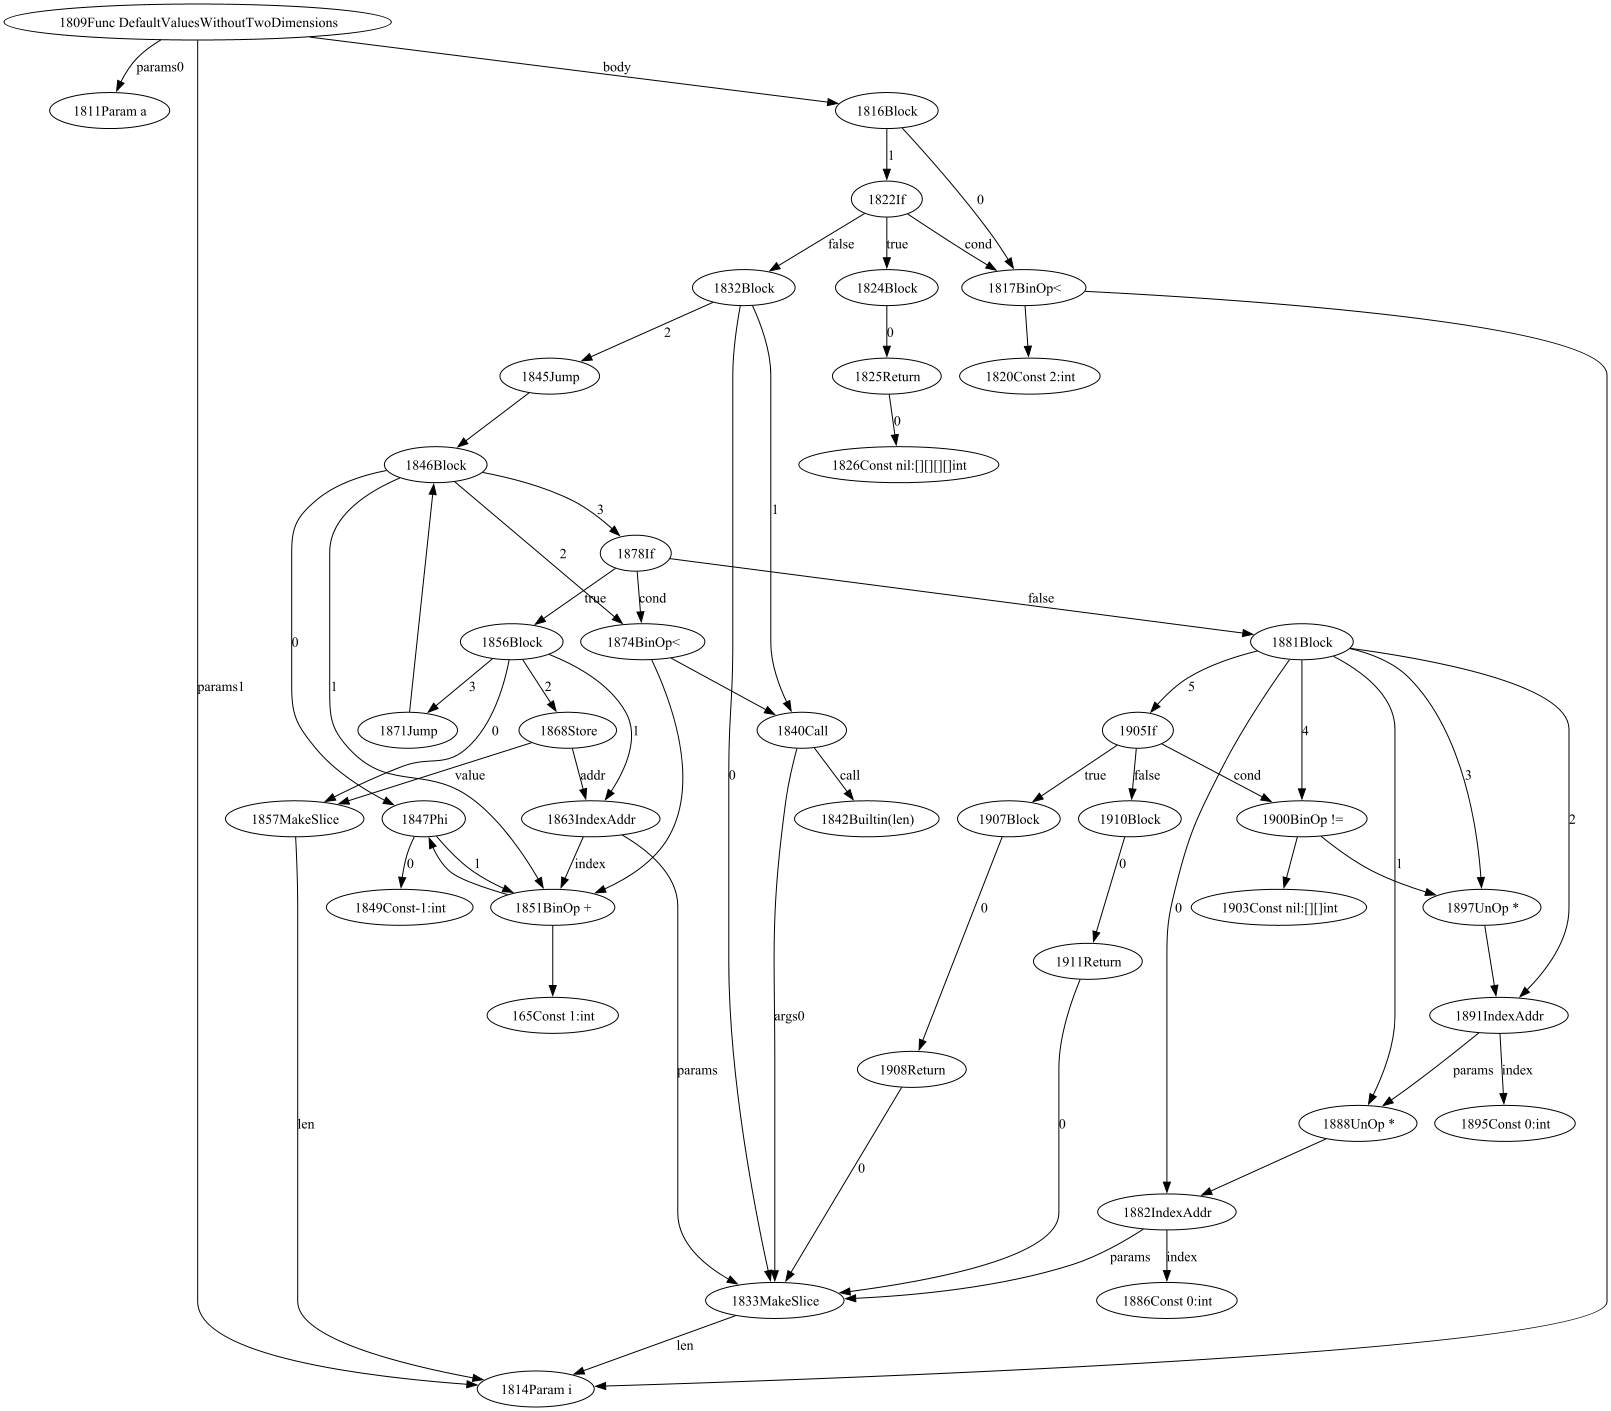 1809Func DefaultValuesWithoutTwoDimensions
params0
body
1811Param a
1816Block
1
0
1822If
false
true
cond
1832Block
1824Block
1817BinOp<
2
0
1845Jump
1825Return
1820Const 2:int
0
1846Block
1826Const nil:[][][][]int
3
1
2
1878If
true
cond
false
0
1856Block
1874BinOp<
1881Block
params1
1
3
2
5
0
1
4
1871Jump
1868Store
1840Call
1905If
value
addr
0
call
true
false
cond
3
1857MakeSlice
1847Phi
1863IndexAddr
1842Builtin(len)
1907Block
1910Block
1900BinOp !=
2
0
1
index
0
1
1849Const-1:int
1851BinOp +
0
0
1903Const nil:[][]int
1897UnOp *
1911Return
165Const 1:int
args0
1891IndexAddr
params
1908Return
params
index
len
0
1888UnOp *
1895Const 0:int
0
1882IndexAddr
params
index
1833MakeSlice
1886Const 0:int
len
1814Param i